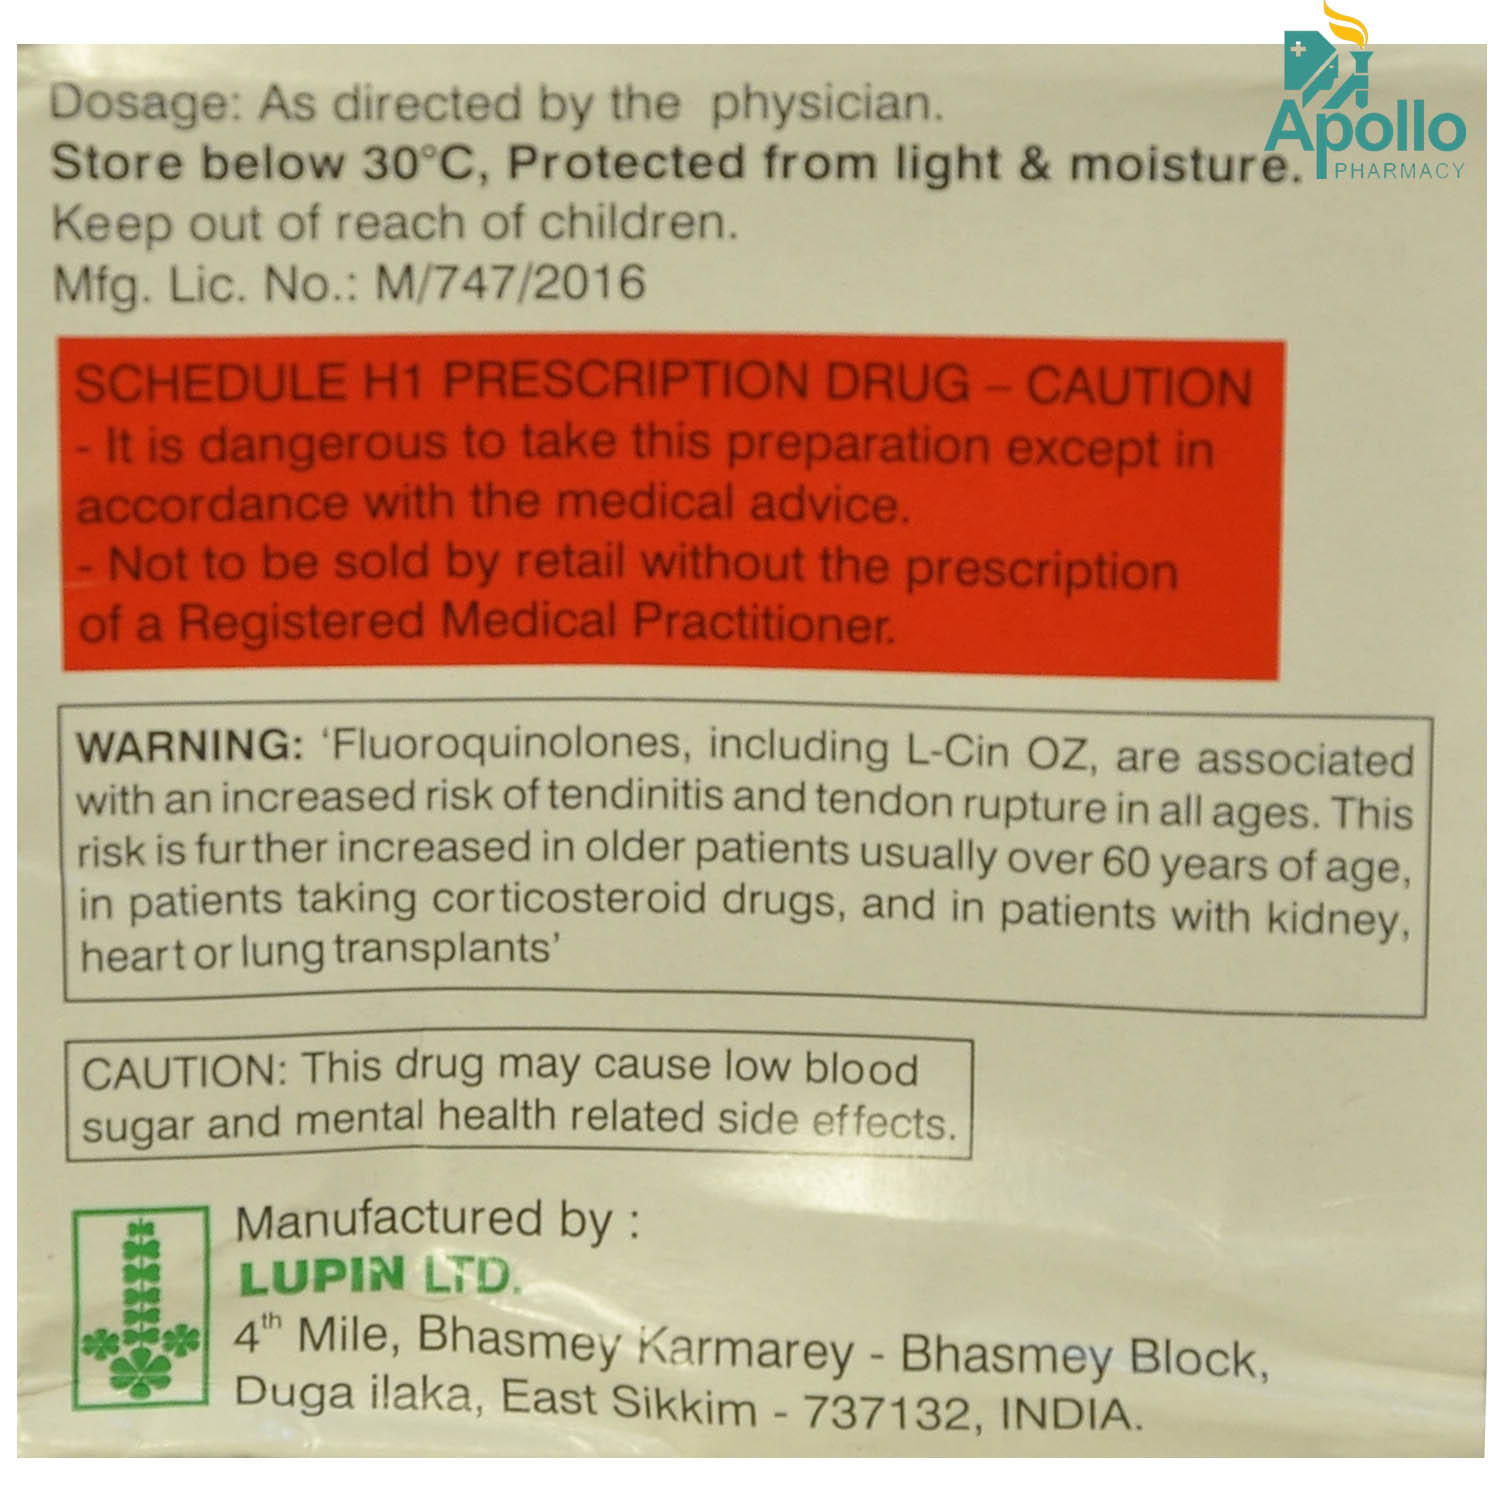 Apollo
PHARMACY
Dosage: As directed by the physician.
Store below 30°C, Protected from light & moisture.
Keep out of reach of children.
Mfg. Lic. No.: M/747/2016
SCHEDULE H1 PRESCRIPTION DRUG – CAUTION
- It is dangerous to take this preparation except in
accordance with the medical advice.
- Not to be sold by retail without the prescription
of a Registered Medical Practitioner.
WARNING: ‘Fluoroquinolones, including L-Cin OZ, are associated
with an increased risk of tendinitis and tendon rupture in all ages. This
risk is further increased in older patients usually over 60 years of age,
in patients taking corticosteroid drugs, and in patients with kidney,
heart or lung transplants’
CAUTION: This drug may cause low blood
sugar and mental health related side effects.
Manufactured by :
LUPIN LTD.
4th Mile, Bhasmey Karmarey - Bhasmey Block,
Duga ilaka, East Sikkim - 737132, INDIA.